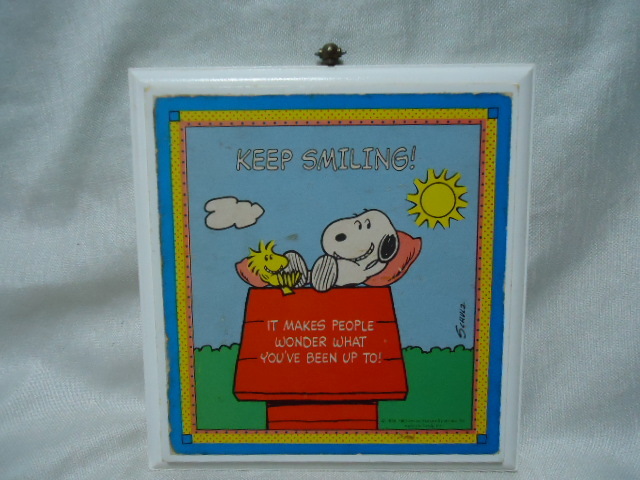 KEEP SMILING!
IT MAKES PEOPLE
WONDER WHAT
YOU'VE BEEN UP TO!
SCHULZ